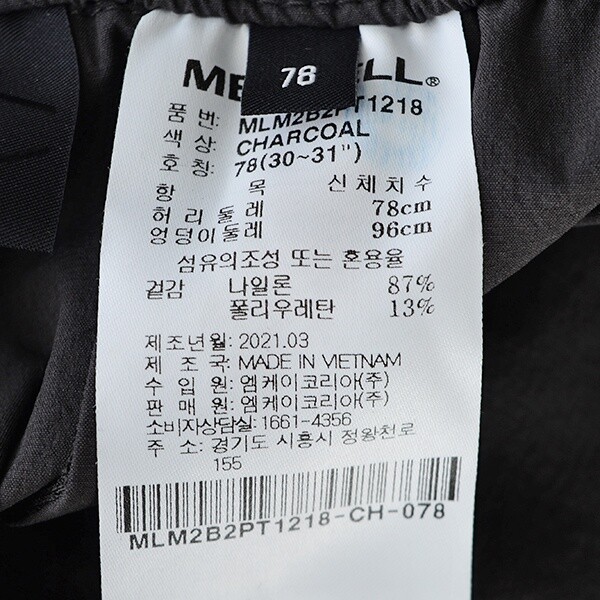 78
ME ELL®
품 번: MLM2B2PT1218
색 상: CHARCOAL
호 칭: 78(30~31")
항 목 신체치수
허리둘레 78cm
엉덩이둘레 96cm
섬유의조성 또는 혼용율
겉감 나일론 87%
폴리우레탄 13%
제조년월: 2021.03
제 조 국: MADE IN VIETNAM
수 입 원: 엠케이코리아(주)
판 매 원: 엠케이코리아(주)
소비자상담실: 1661-4356
주 소: 경기도 시흥시 정왕천로
155
MLM2B2PT1218-CH-078